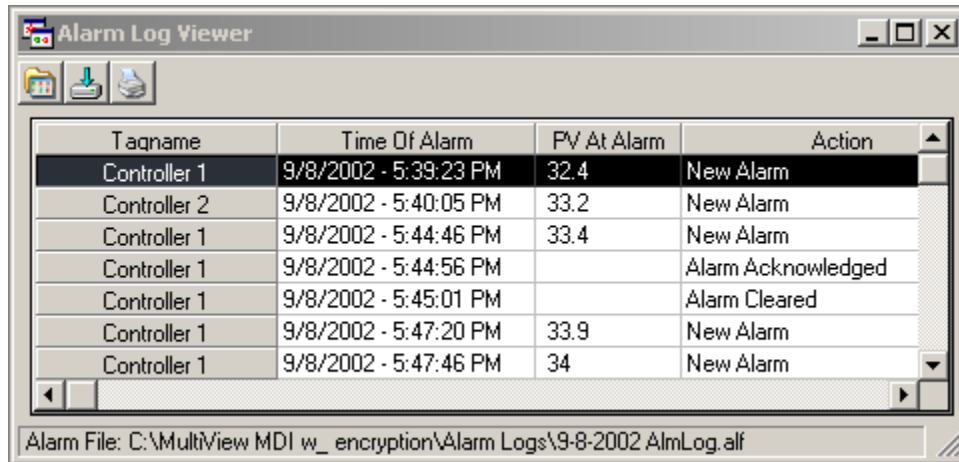 Alarm Log Viewer
Tagname Time Of Alarm PV At Alarm Action
Controller 1 9/8/2002 - 5:39:23 PM 32.4 New Alarm
Controller 2 9/8/2002 - 5:40:05 PM 33.2 New Alarm
Controller 1 9/8/2002 - 5:44:46 PM 33.4 New Alarm
Controller 1 9/8/2002 - 5:44:56 PM Alarm Acknowledged
Controller 1 9/8/2002 - 5:45:01 PM Alarm Cleared
Controller 1 9/8/2002 - 5:47:20 PM 33.9 New Alarm
Controller 1 9/8/2002 - 5:47:46 PM 34 New Alarm
Alarm File: C:\MultiView MDI w_ encryption\Alarm Logs\9-8-2002 AlmLog.alf